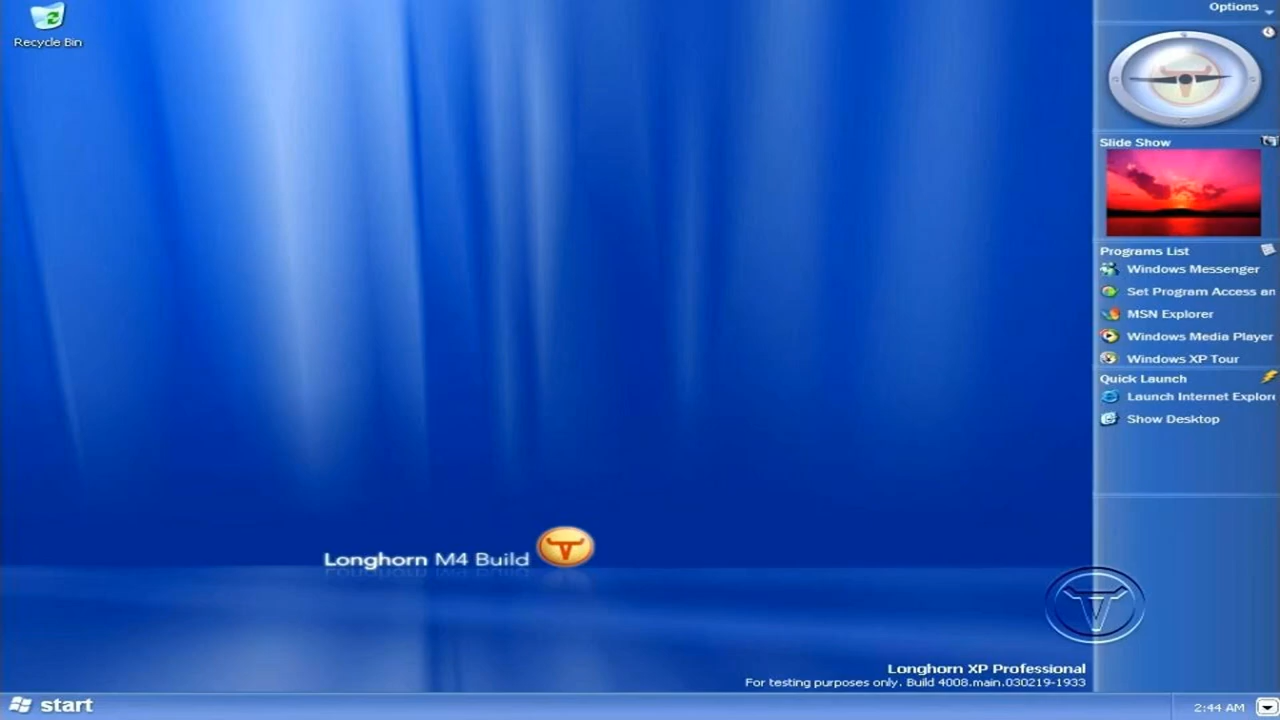 Recycle Bin
Options
Slide Show
Programs List
Windows Messenger
Set Program Access an
MSN Explorer
Windows Media Player
Windows XP Tour
Quick Launch
Launch Internet Explore
Show Desktop
Longhorn M4 Build
Longhorn XP Professional
For testing purposes only. Build 4008.main.030219-1933
start
2:44 AM